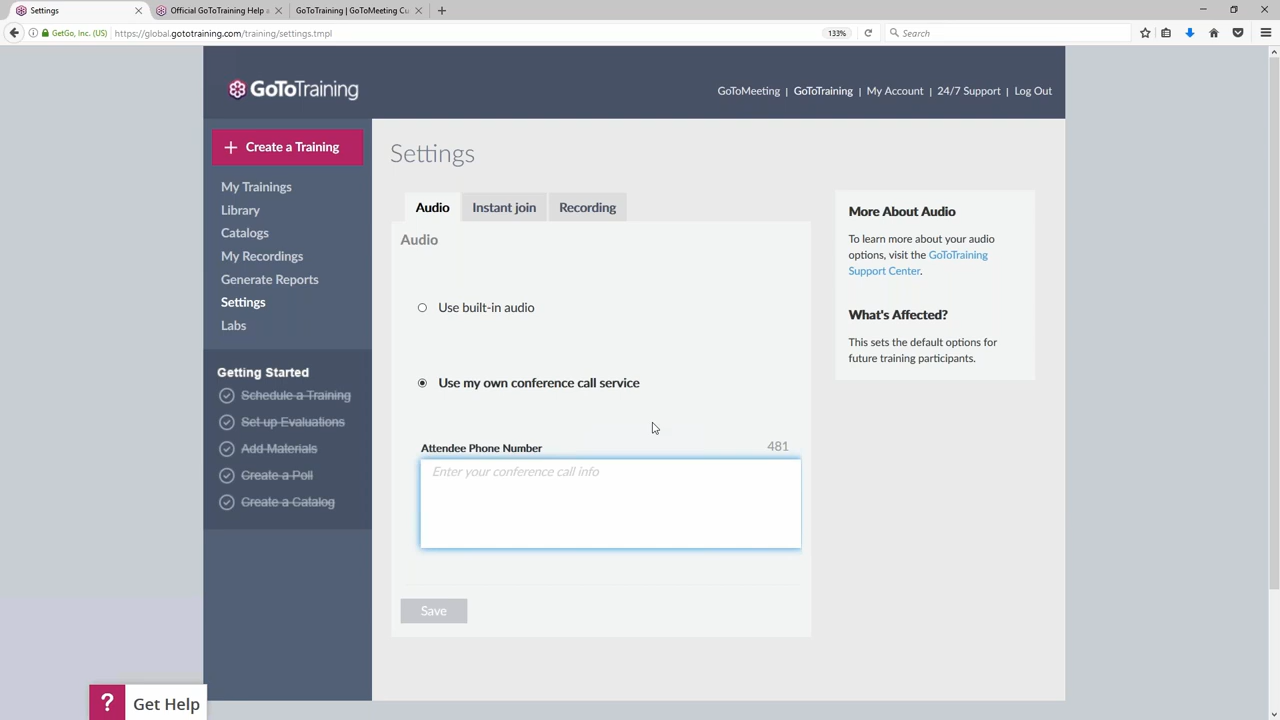 Settings
Official GoToTraining Help
GoToTraining | GoToMeeting Cu
GetGo, Inc. (US)
https://global.gototraining.com/training/settings.tmpl
133%
Search
GoToTraining
GoToMeeting | GoToTraining | My Account | 24/7 Support | Log Out
+ Create a Training
My Trainings
Library
Catalogs
My Recordings
Generate Reports
Settings
Labs
Getting Started
Schedule a Training
Set up Evaluations
Add Materials
Create a Poll
Create a Catalog
Settings
Audio
Instant join
Recording
Audio
Use built-in audio
Use my own conference call service
Attendee Phone Number
481
Enter your conference call info
Save
More About Audio
To learn more about your audio
options, visit the GoToTraining
Support Center.
What's Affected?
This sets the default options for
future training participants.
? Get Help